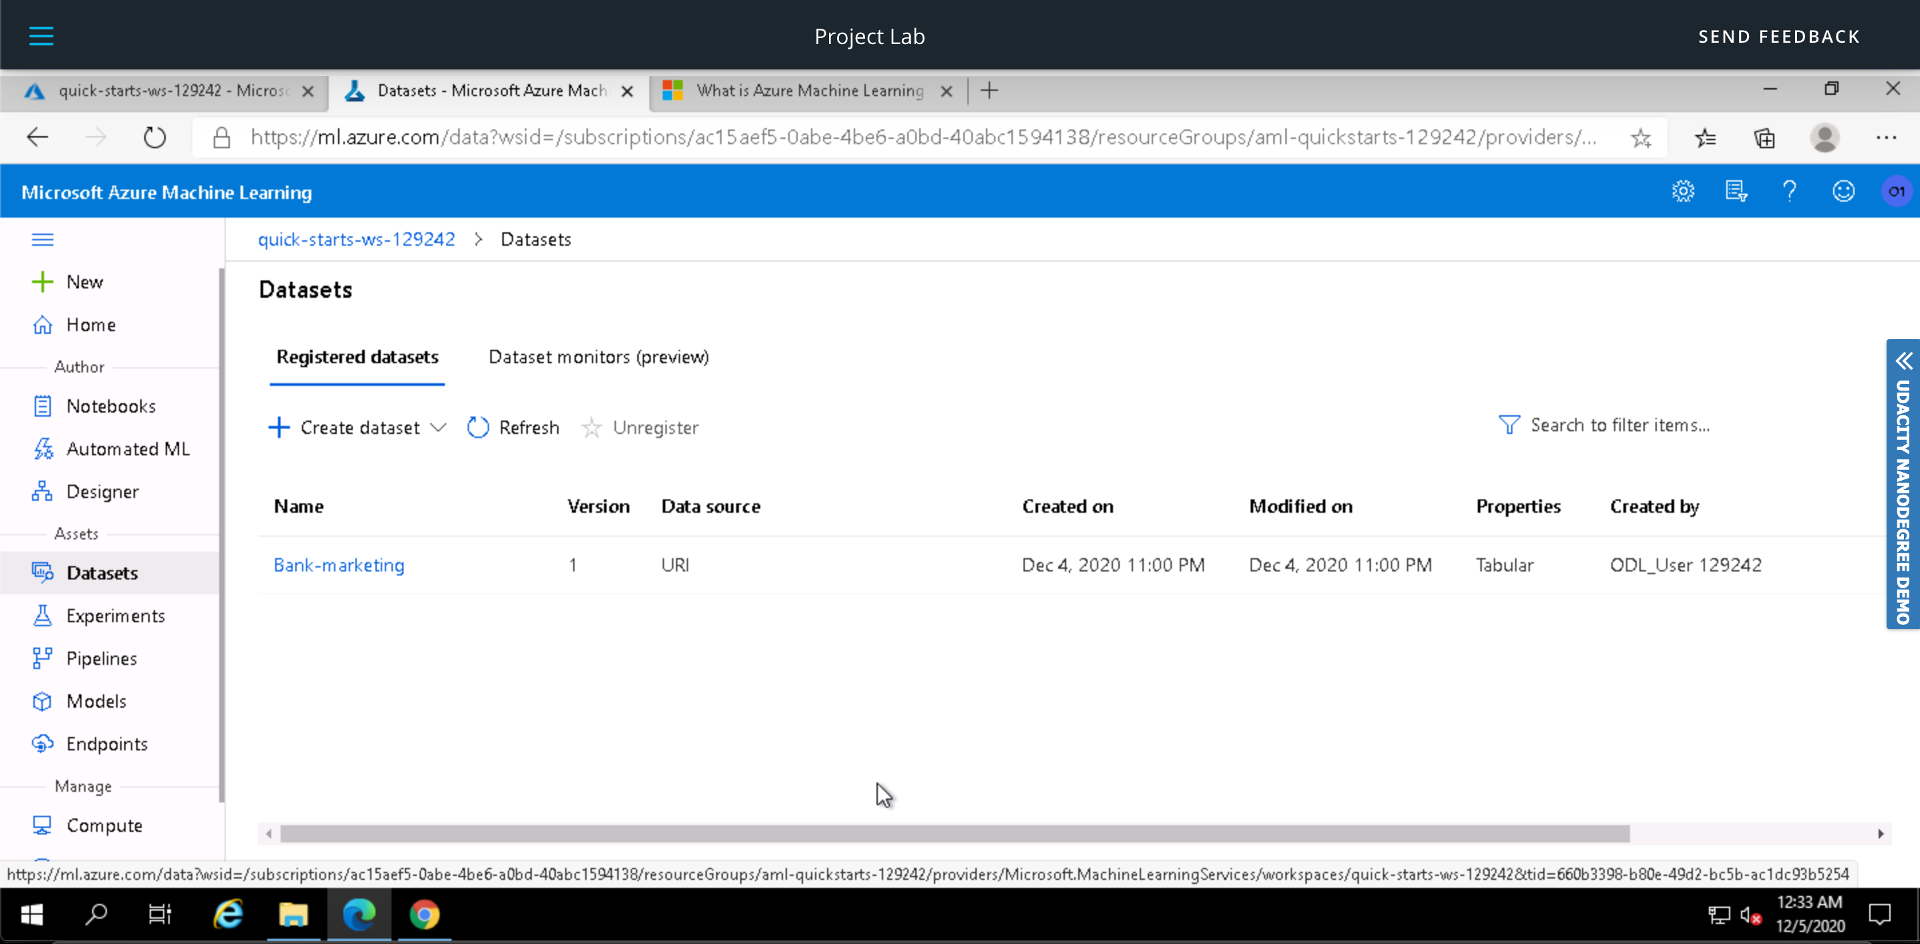 Project Lab
SEND FEEDBACK
quick-starts-ws-129242 - Micros
Datasets - Microsoft Azure Mach
What is Azure Machine Learning
https://ml.azure.com/data?wsid=/subscriptions/ac15aef5-0abe-4be6-a0bd-40abc1594138/resourceGroups/aml-quickstarts-129242/providers/...
Microsoft Azure Machine Learning
01
quick-starts-ws-129242 > Datasets
New
Home
Author
Notebooks
Automated ML
Designer
Assets
Datasets
Experiments
Pipelines
Models
Endpoints
Manage
Compute
Datasets
Registered datasets
Dataset monitors (preview)
Create dataset
Refresh
Unregister
Search to filter items...
Name Version Data source Created on Modified on Properties Created by
Bank-marketing 1 URI Dec 4, 2020 11:00 PM Dec 4, 2020 11:00 PM Tabular ODL_User 129242
UDACITY NANODEGREE DEMO
https://ml.azure.com/data?wsid=/subscriptions/ac15aef5-0abe-4be6-a0bd-40abc1594138/resourceGroups/aml-quickstarts-129242/providers/Microsoft.MachineLearningServices/workspaces/quick-starts-ws-129242&tid=660b3398-b80e-49d2-bc5b-ac1dc93b5254
12:33 AM
12/5/2020